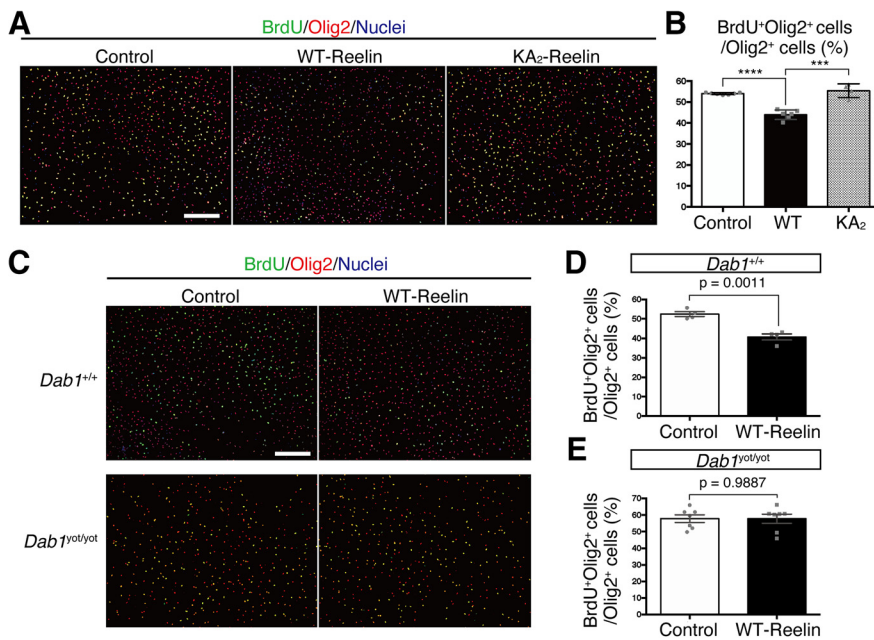 A
BrdU/Olig2/Nuclei
Control WT-Reelin KA₂-Reelin
B
BrdU⁺Olig2⁺ cells
/Olig2⁺ cells (%)
**** ***
60
50
40
30
20
10
0
Control WT KA₂
C
BrdU/Olig2/Nuclei
Control WT-Reelin
Dab1⁺/⁺
Dab1yot/yot
D
Dab1⁺/⁺
p = 0.0011
BrdU⁺Olig2⁺ cells
/Olig2⁺ cells (%)
60
50
40
30
20
10
0
Control WT-Reelin
E
Dab1yot/yot
p = 0.9887
BrdU⁺Olig2⁺ cells
/Olig2⁺ cells (%)
70
60
50
40
30
20
10
0
Control WT-Reelin